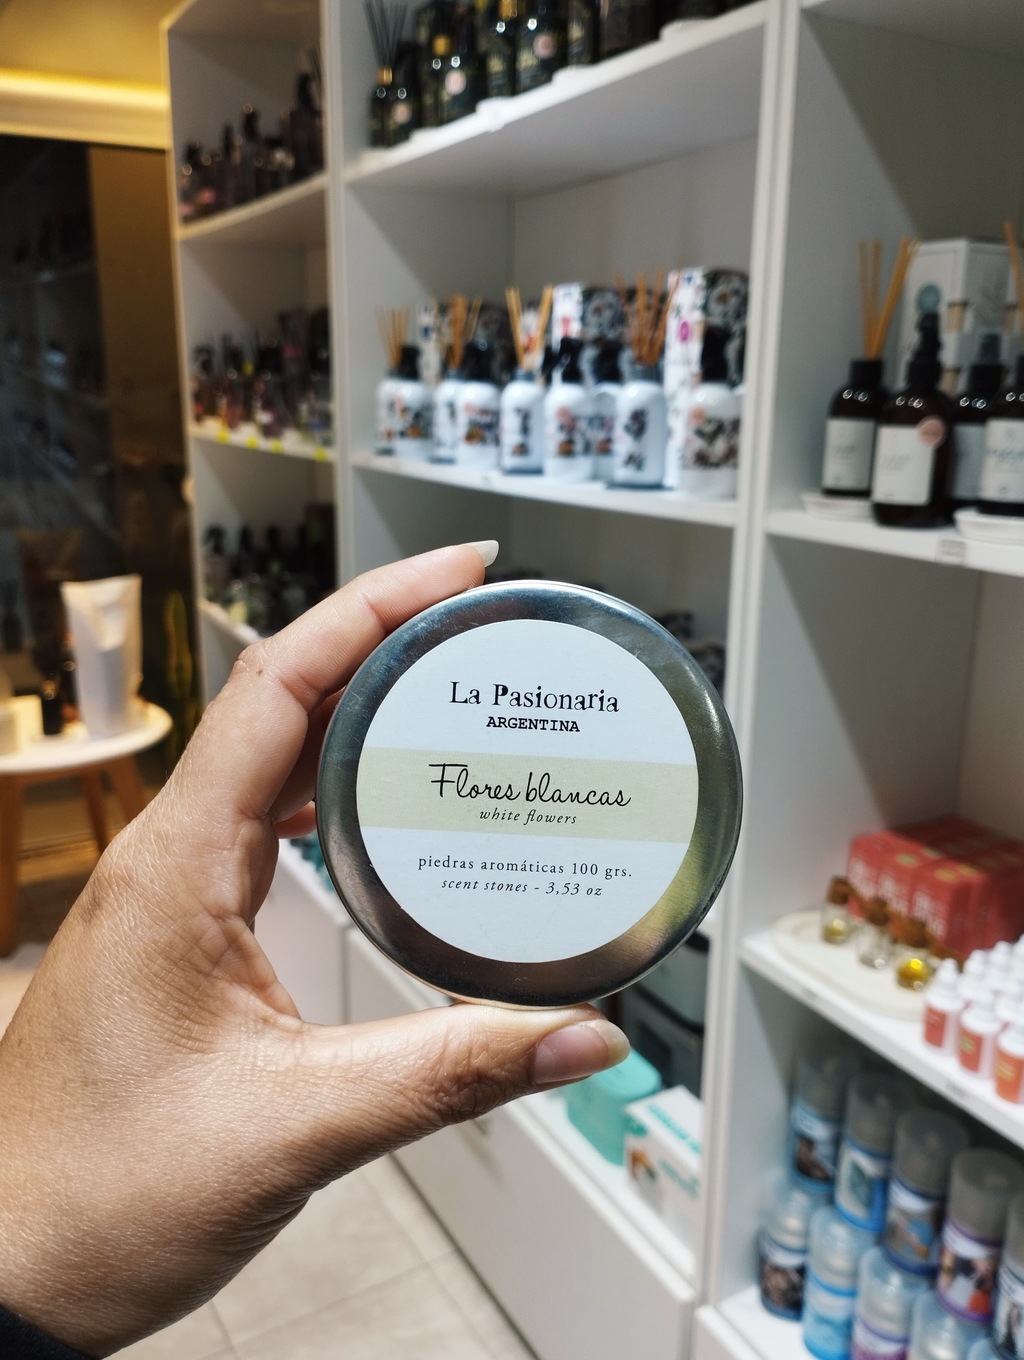 La Pasionaria
ARGENTINA
Flores blancas
white flowers
piedras aromáticas 100 grs.
scent stones - 3,53 oz